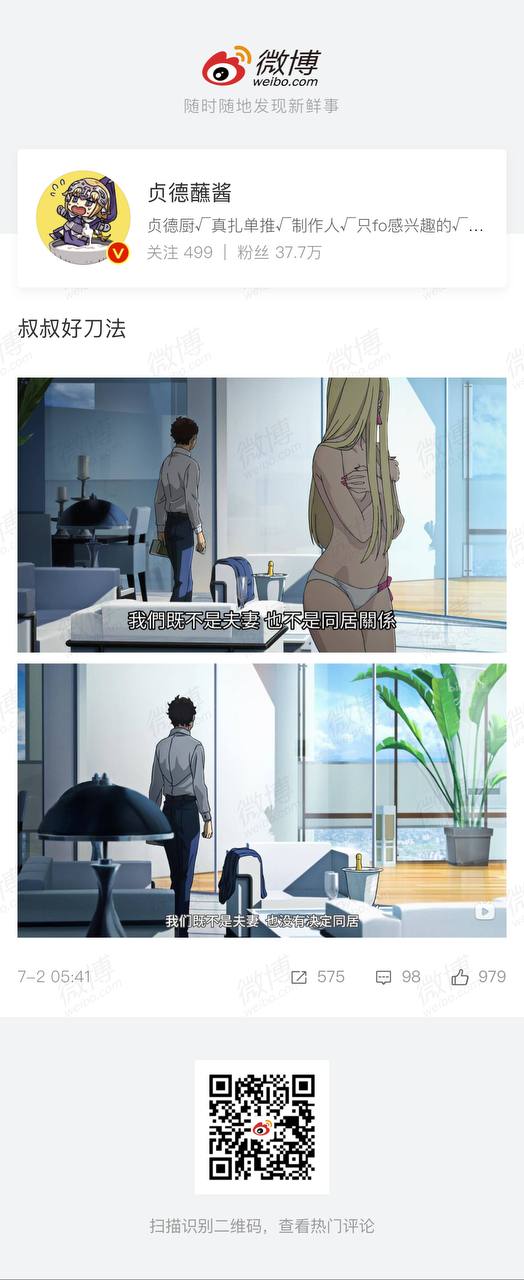 微博
weibo.com
随时随地发现新鲜事
贞德蘸酱
贞德厨√真扎单推√制作人√只fo感兴趣的√...
关注 499 | 粉丝 37.7万
叔叔好刀法
我們既不是夫妻 也不是同居關係
我们既不是夫妻 也没有决定同居
7-2 05:41
575
98
979
扫描识别二维码，查看热门评论